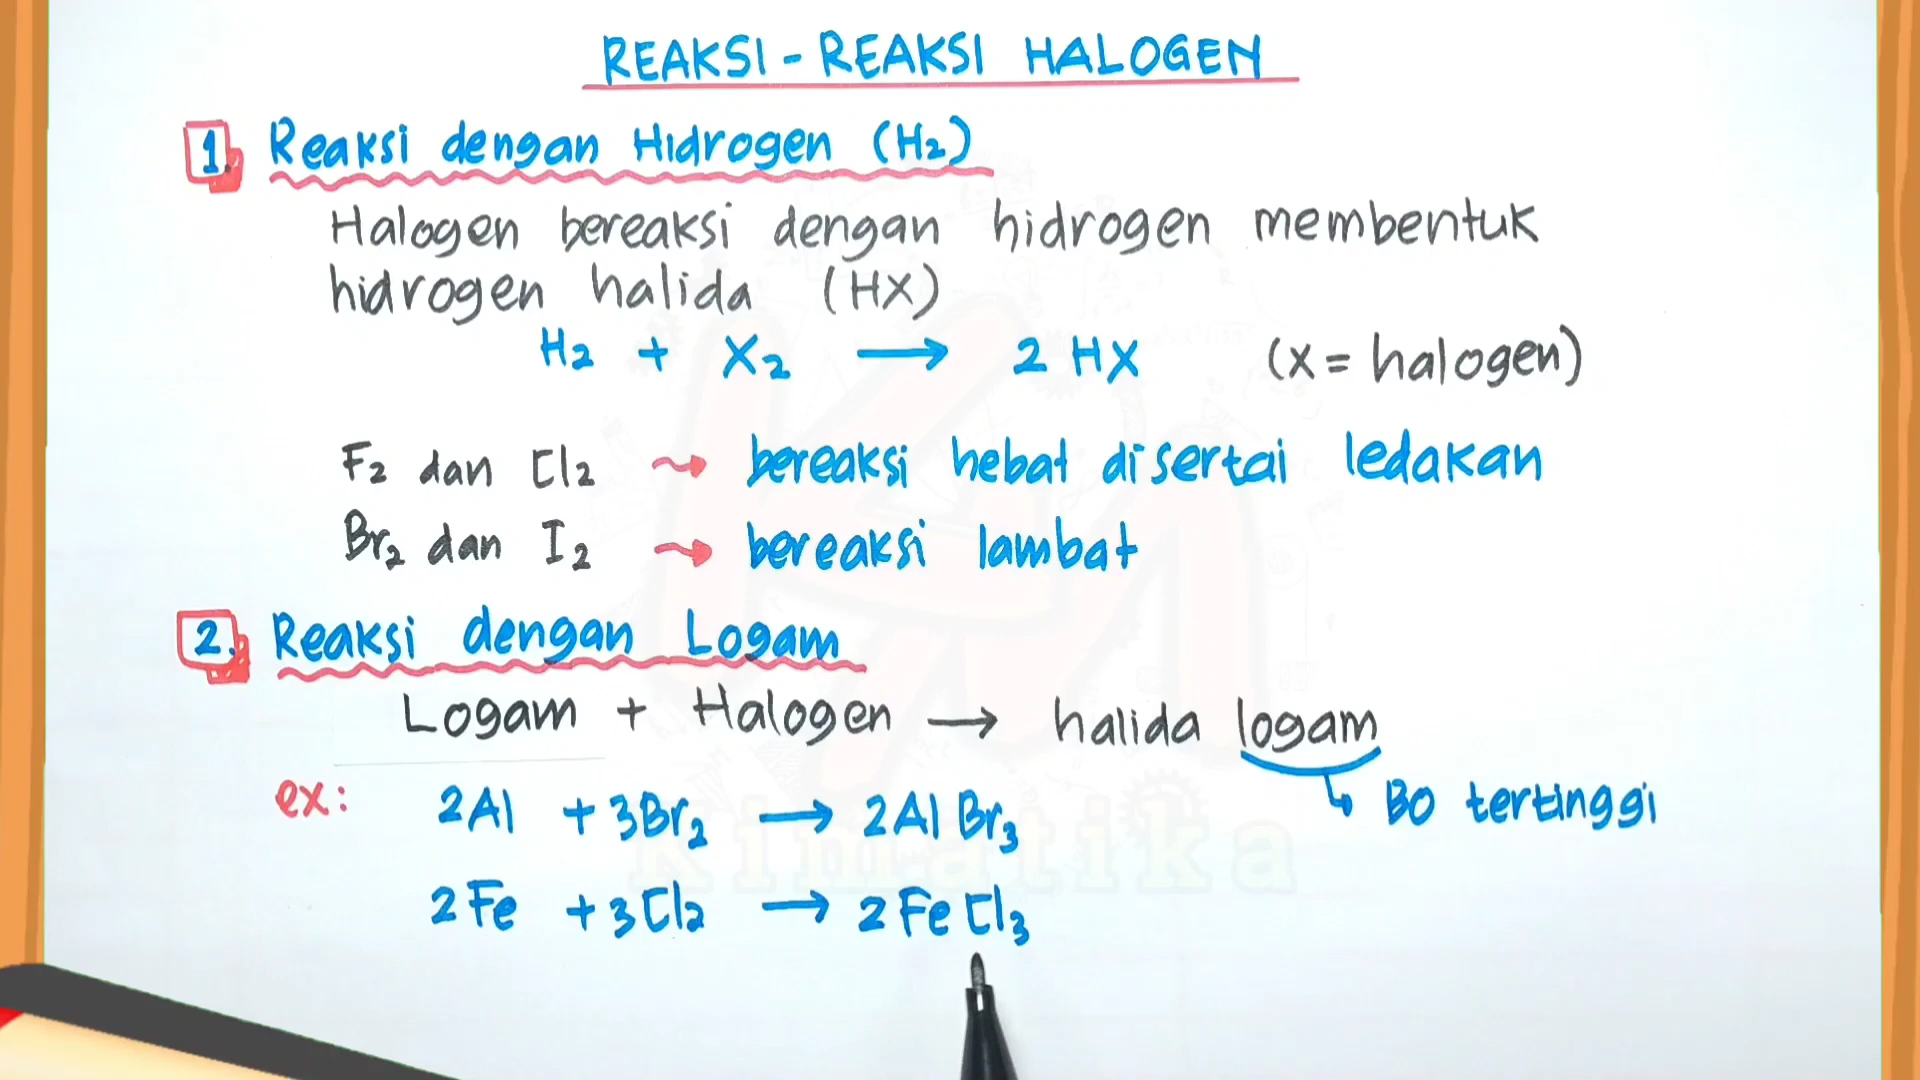 REAKSI - REAKSI HALOGEN
1. Reaksi dengan Hidrogen (H₂)
Halogen bereaksi dengan hidrogen membentuk
hidrogen halida (HX)
H₂ + X₂ → 2 HX (X = halogen)
F₂ dan Cl₂ → bereaksi hebat disertai ledakan
Br₂ dan I₂ → bereaksi lambat
2. Reaksi dengan Logam
Logam + Halogen → halida logam
↳ BO tertinggi
ex: 2Al + 3Br₂ → 2AlBr₃
2Fe + 3Cl₂ → 2FeCl₃
Kimatika